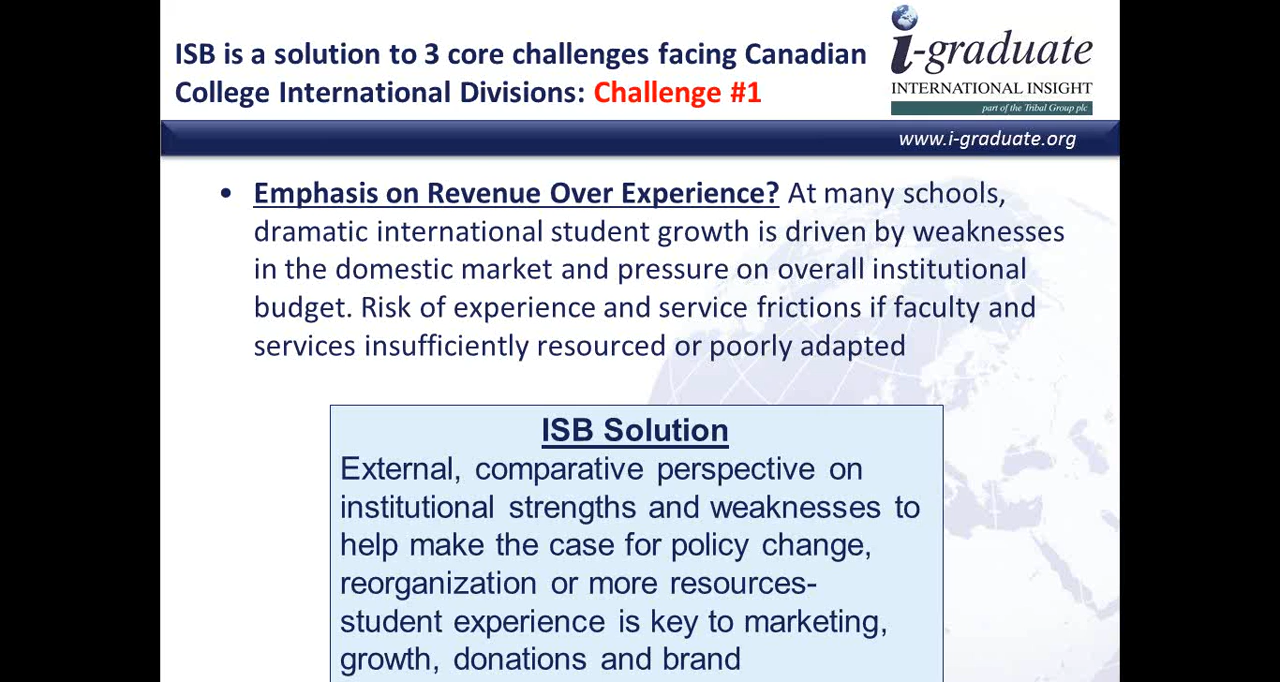 ISB is a solution to 3 core challenges facing Canadian
College International Divisions: Challenge #1
i-graduate
INTERNATIONAL INSIGHT
part of the Tribal Group plc
www.i-graduate.org
• Emphasis on Revenue Over Experience? At many schools,
dramatic international student growth is driven by weaknesses
in the domestic market and pressure on overall institutional
budget. Risk of experience and service frictions if faculty and
services insufficiently resourced or poorly adapted
ISB Solution
External, comparative perspective on
institutional strengths and weaknesses to
help make the case for policy change,
reorganization or more resources-
student experience is key to marketing,
growth, donations and brand